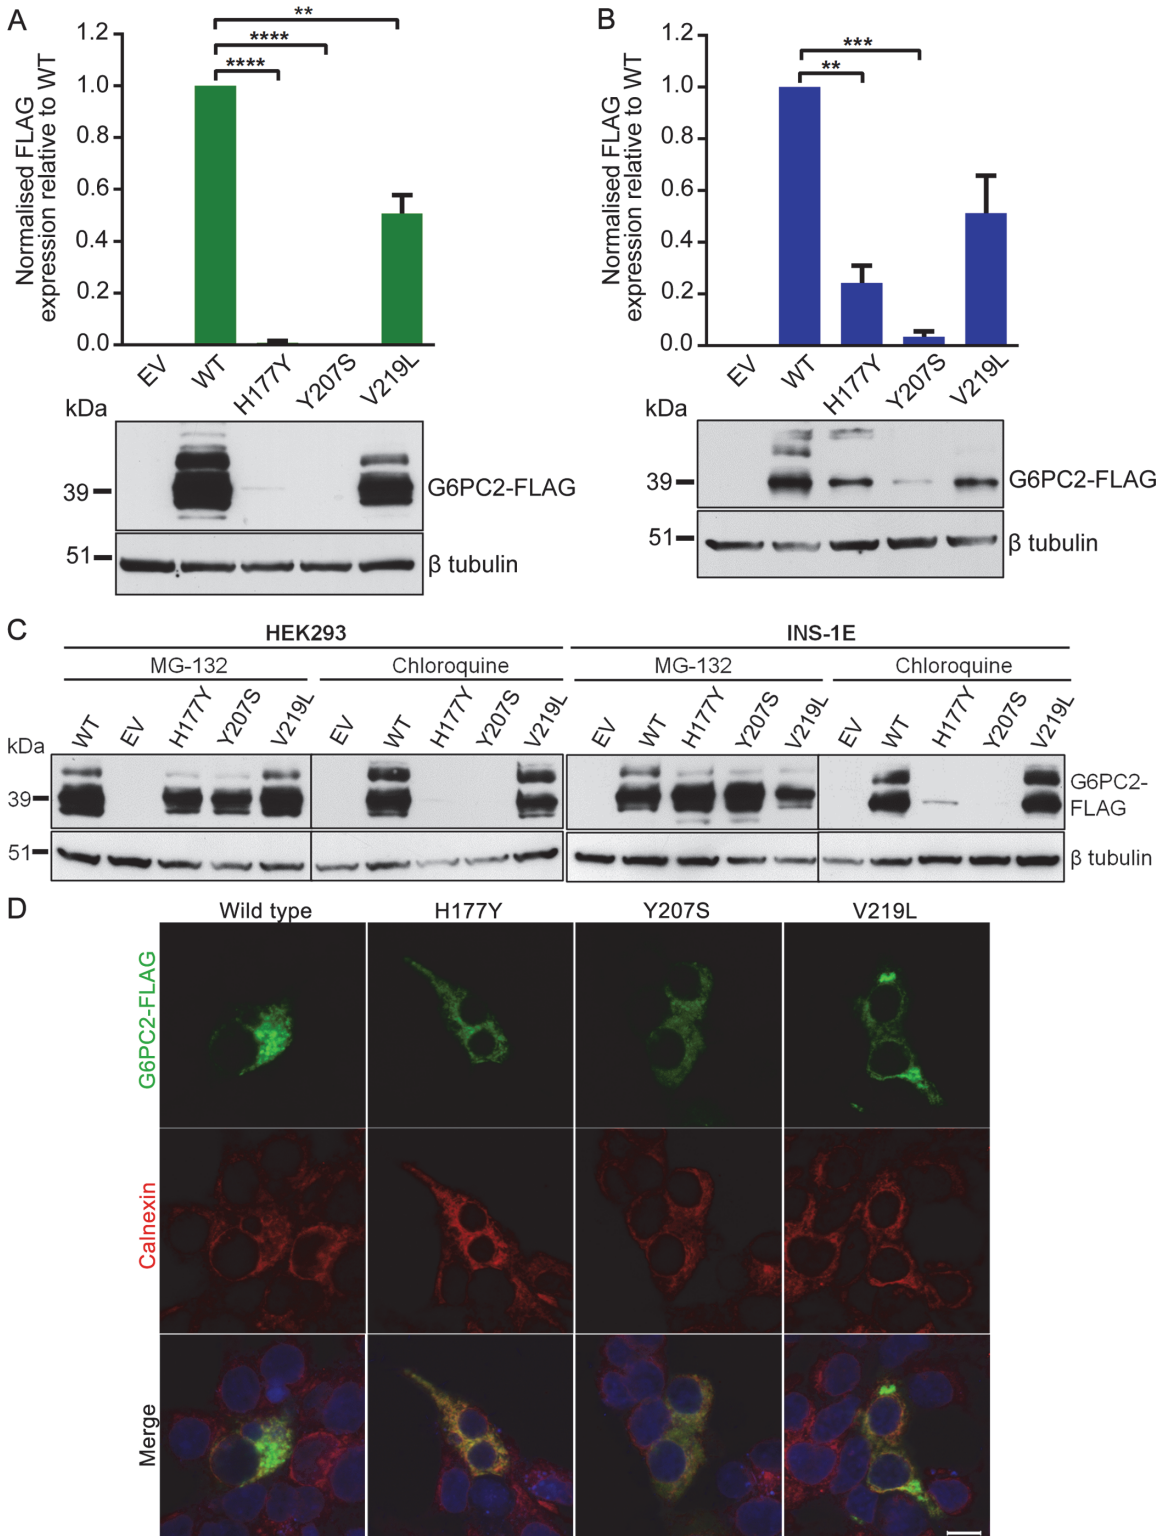 A
Normalised FLAG
expression relative to WT
1.2
1.0
0.8
0.6
0.4
0.2
0.0
**
****
****
EV WT H177Y Y207S V219L
kDa
39
G6PC2-FLAG
51
β tubulin
B
Normalised FLAG
expression relative to WT
1.2
1.0
0.8
0.6
0.4
0.2
0.0
***
**
EV WT H177Y Y207S V219L
kDa
39
G6PC2-FLAG
51
β tubulin
C
HEK293 INS-1E
MG-132 Chloroquine MG-132 Chloroquine
WT EV H177Y Y207S V219L EV WT H177Y Y207S V219L EV WT H177Y Y207S V219L EV WT H177Y Y207S V219L
kDa
39
G6PC2-
FLAG
51
β tubulin
D
Wild type H177Y Y207S V219L
G6PC2-FLAG
Calnexin
Merge